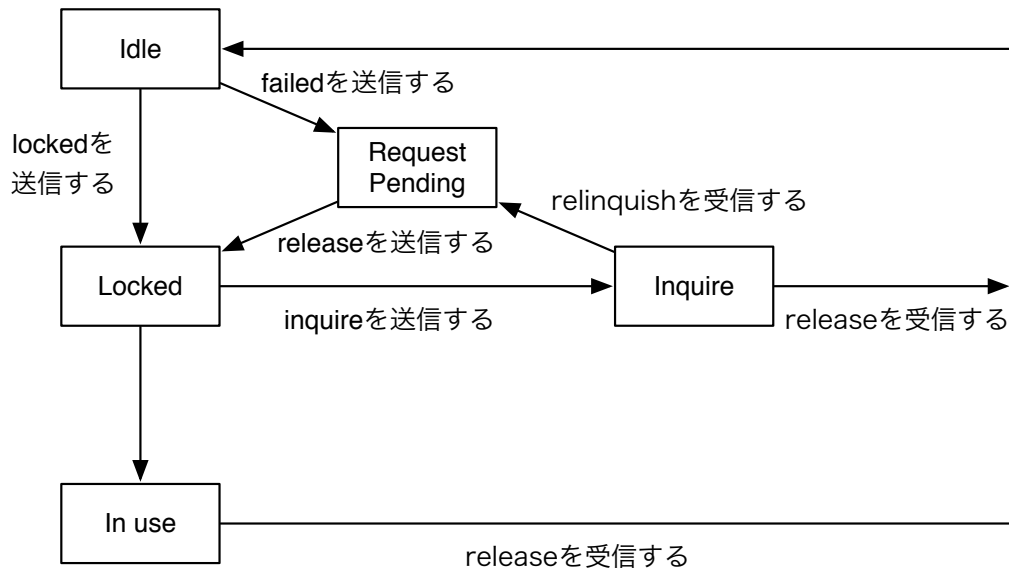 Idle
failedを送信する
lockedを
送信する
Request
Pending
relinquishを受信する
releaseを送信する
Locked
Inquire
inquireを送信する
releaseを受信する
In use
releaseを受信する